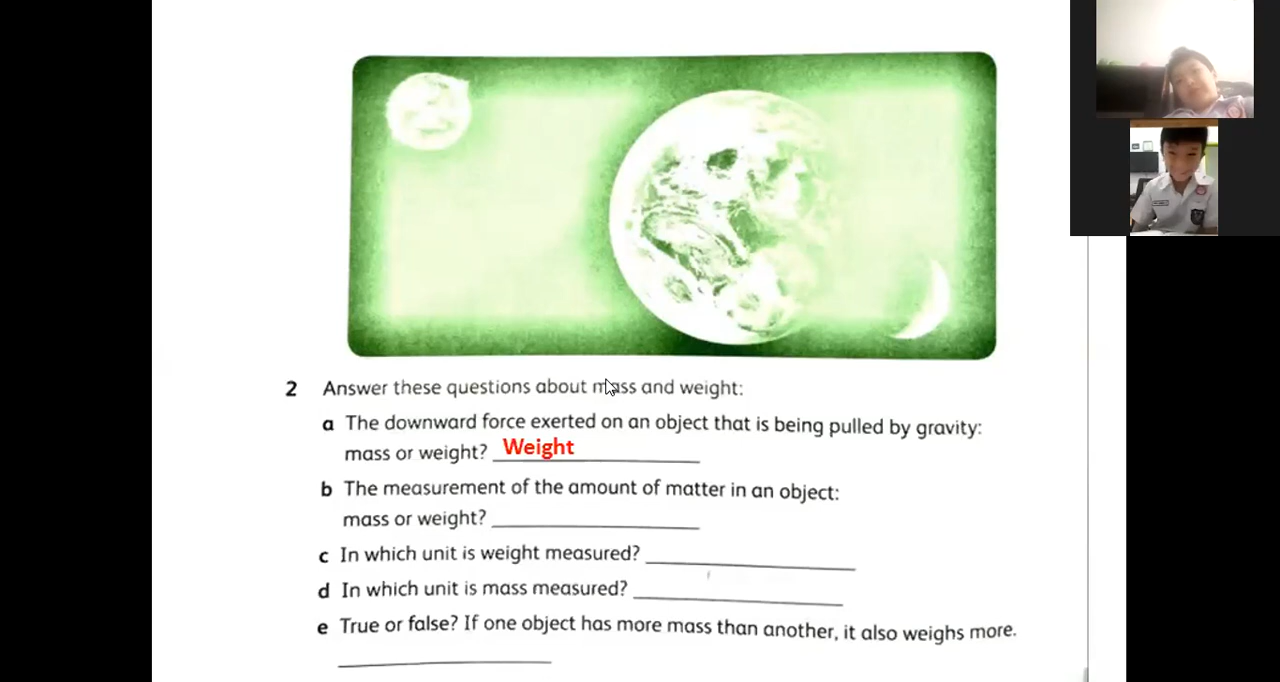 2 Answer these questions about mass and weight:
a The downward force exerted on an object that is being pulled by gravity:
mass or weight? Weight
b The measurement of the amount of matter in an object:
mass or weight?
c In which unit is weight measured?
d In which unit is mass measured?
e True or false? If one object has more mass than another, it also weighs more.